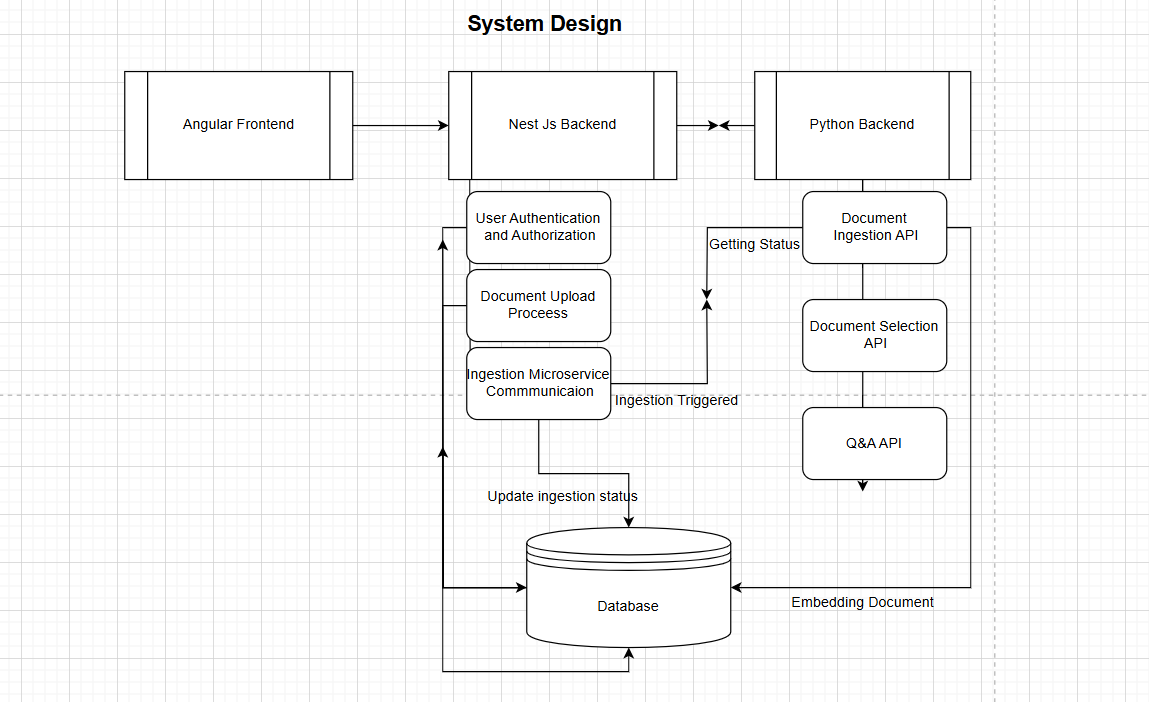 System Design
Angular Frontend
Nest Js Backend
Python Backend
User Authentication
and Authorization
Document
Ingestion API
Getting Status
Document Upload
Proceess
Document Selection
API
Ingestion Microservice
Commmunicaion
Ingestion Triggered
Q&A API
Update ingestion status
Database
Embedding Document